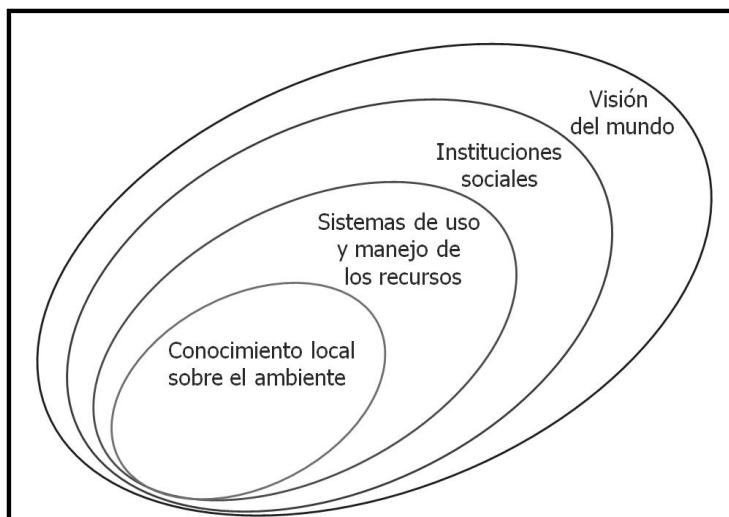 Visión
del mundo
Instituciones
sociales
Sistemas de uso
y manejo de
los recursos
Conocimiento local
sobre el ambiente